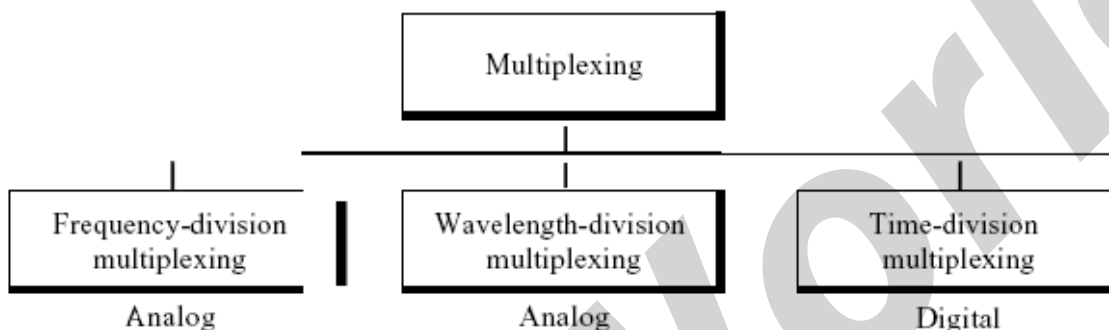 Multiplexing
Frequency-division
multiplexing
Wavelength-division
multiplexing
Time-division
multiplexing
Analog
Analog
Digital